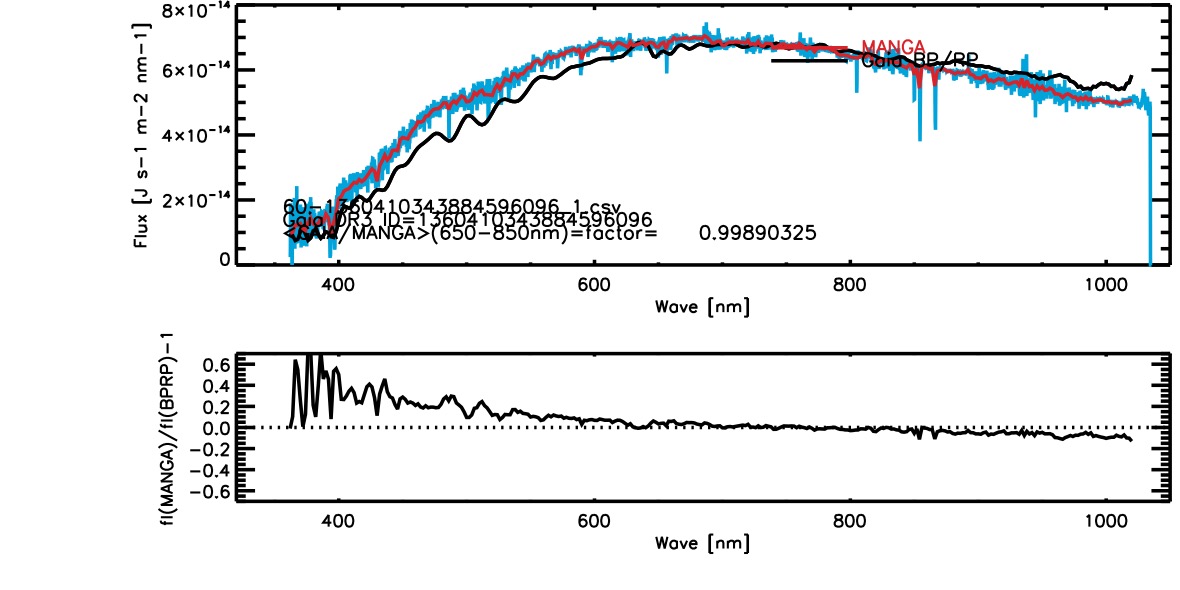 8×10-14
6×10-14
4×10-14
2×10-14
0
Flux [J s-1 m-2 nm-1]
MANGA
Gaia BP/RP
60-1360410343884596096_1.csv
Gaia DR3 ID=1360410343884596096
<GAIA/MANGA>(650-850nm)=factor= 0.99890325
400 600 800 1000
Wave [nm]
0.6
0.4
0.2
0.0
-0.2
-0.4
-0.6
fl(MANGA)/fl(BPRP)-1
400 600 800 1000
Wave [nm]